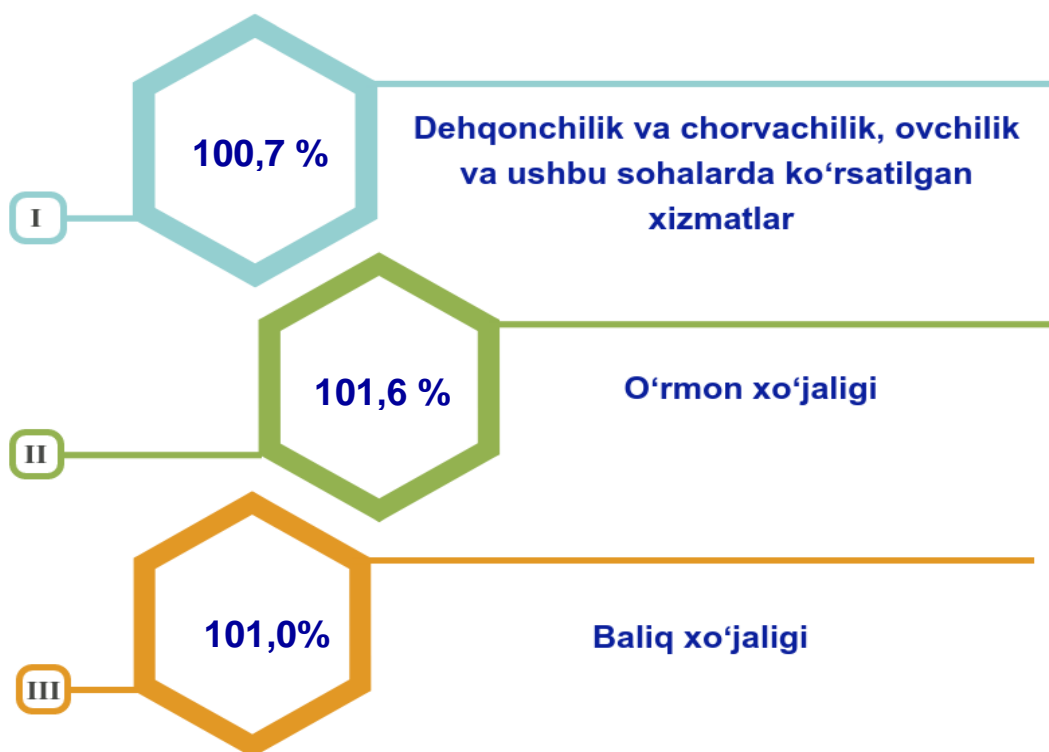 100,7 %
Dehqonchilik va chorvachilik, ovchilik
va ushbu sohalarda ko‘rsatilgan
xizmatlar
I
101,6 %
O‘rmon xo‘jaligi
II
101,0%
Baliq xo‘jaligi
III